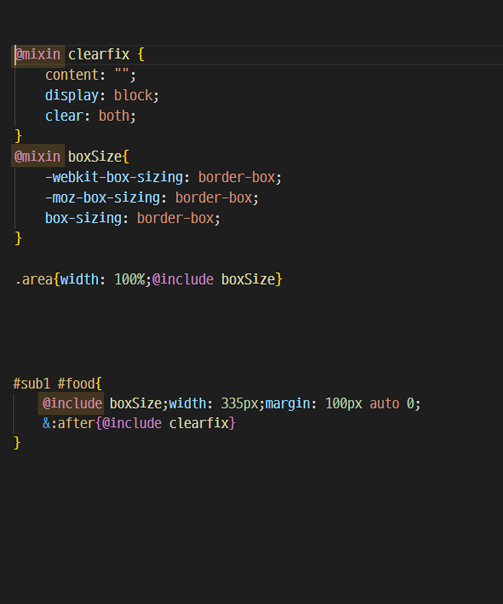 @mixin clearfix {
content: "";
display: block;
clear: both;
}
@mixin boxSize{
-webkit-box-sizing: border-box;
-moz-box-sizing: border-box;
box-sizing: border-box;
}
.area{width: 100%;@include boxSize}
#sub1 #food{
@include boxSize;width: 335px;margin: 100px auto 0;
&:after{@include clearfix}
}